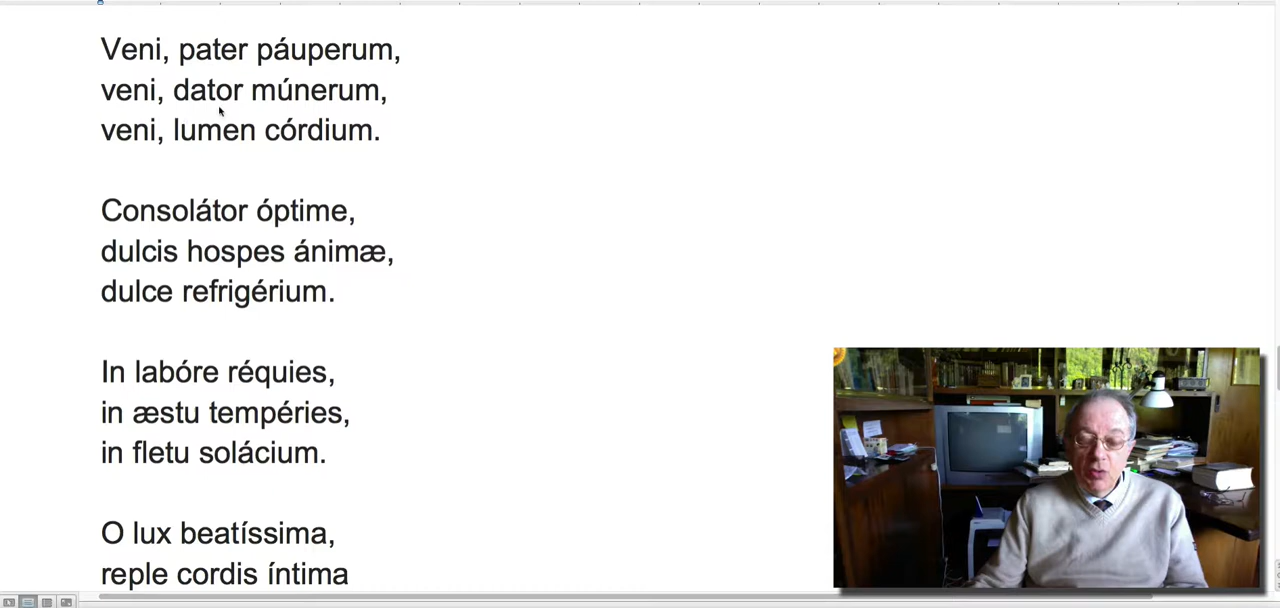 Veni, pater páuperum,
veni, dator múnerum,
veni, lumen córdium.
Consolátor óptime,
dulcis hospes ánimæ,
dulce refrigérium.
In labóre réquies,
in æstu tempéries,
in fletu solácium.
O lux beatíssima,
reple cordis íntima